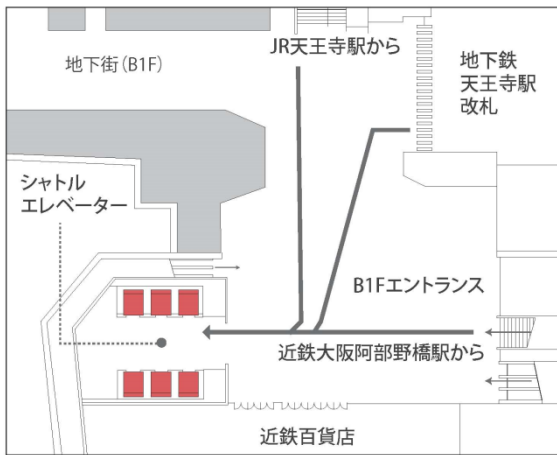 JR天王寺駅から
地下街(B1F)
地下鉄
天王寺駅
改札
シャトル
エレベーター
B1Fエントランス
近鉄大阪阿部野橋駅から
近鉄百貨店